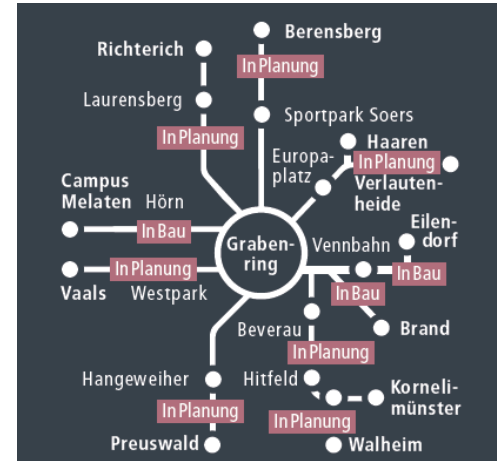 Berensberg
Richterich
In Planung
Laurensberg
Sportpark Soers
In Planung
Europa-
platz
Haaren
In Planung
Verlauten-
heide
Campus
Melaten
Hörn
In Bau
Graben-
ring
Vennbahn
Eilen-
dorf
In Bau
In Planung
Vaals
Westpark
In Bau
Beverau
Brand
In Planung
Hangeweiher
Hitfeld
Korneli-
münster
In Planung
In Planung
Preuswald
Walheim